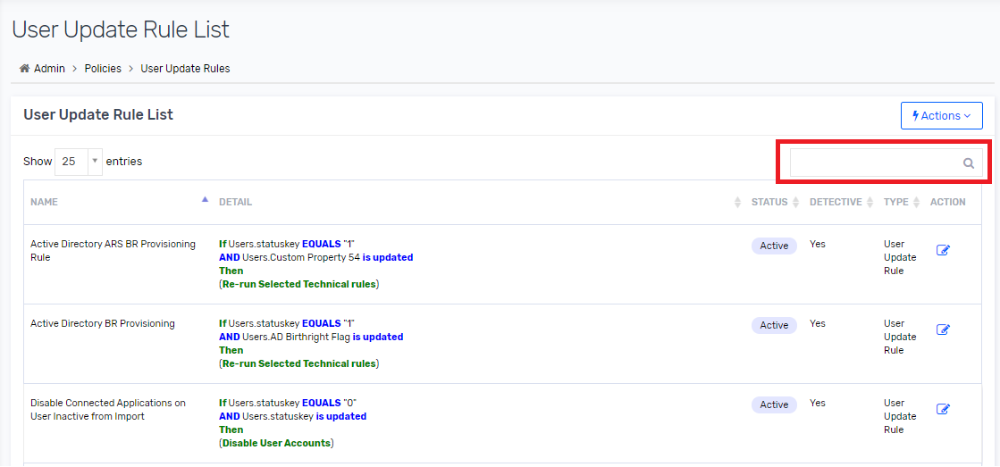 User Update Rule List
Admin > Policies > User Update Rules
User Update Rule List
Actions
Show 25 entries
NAME DETAIL STATUS DETECTIVE TYPE ACTION
Active Directory ARS BR Provisioning
Rule
If Users.statuskey EQUALS "1"
AND Users.Custom Property 54 is updated
Then
(Re-run Selected Technical rules)
Active
Yes
User
Update
Rule
Active Directory BR Provisioning
If Users.statuskey EQUALS "1"
AND Users.AD Birthright Flag is updated
Then
(Re-run Selected Technical rules)
Active
Yes
User
Update
Rule
Disable Connected Applications on
User Inactive from Import
If Users.statuskey EQUALS "0"
AND Users.statuskey is updated
Then
(Disable User Accounts)
Active
Yes
User
Update
Rule